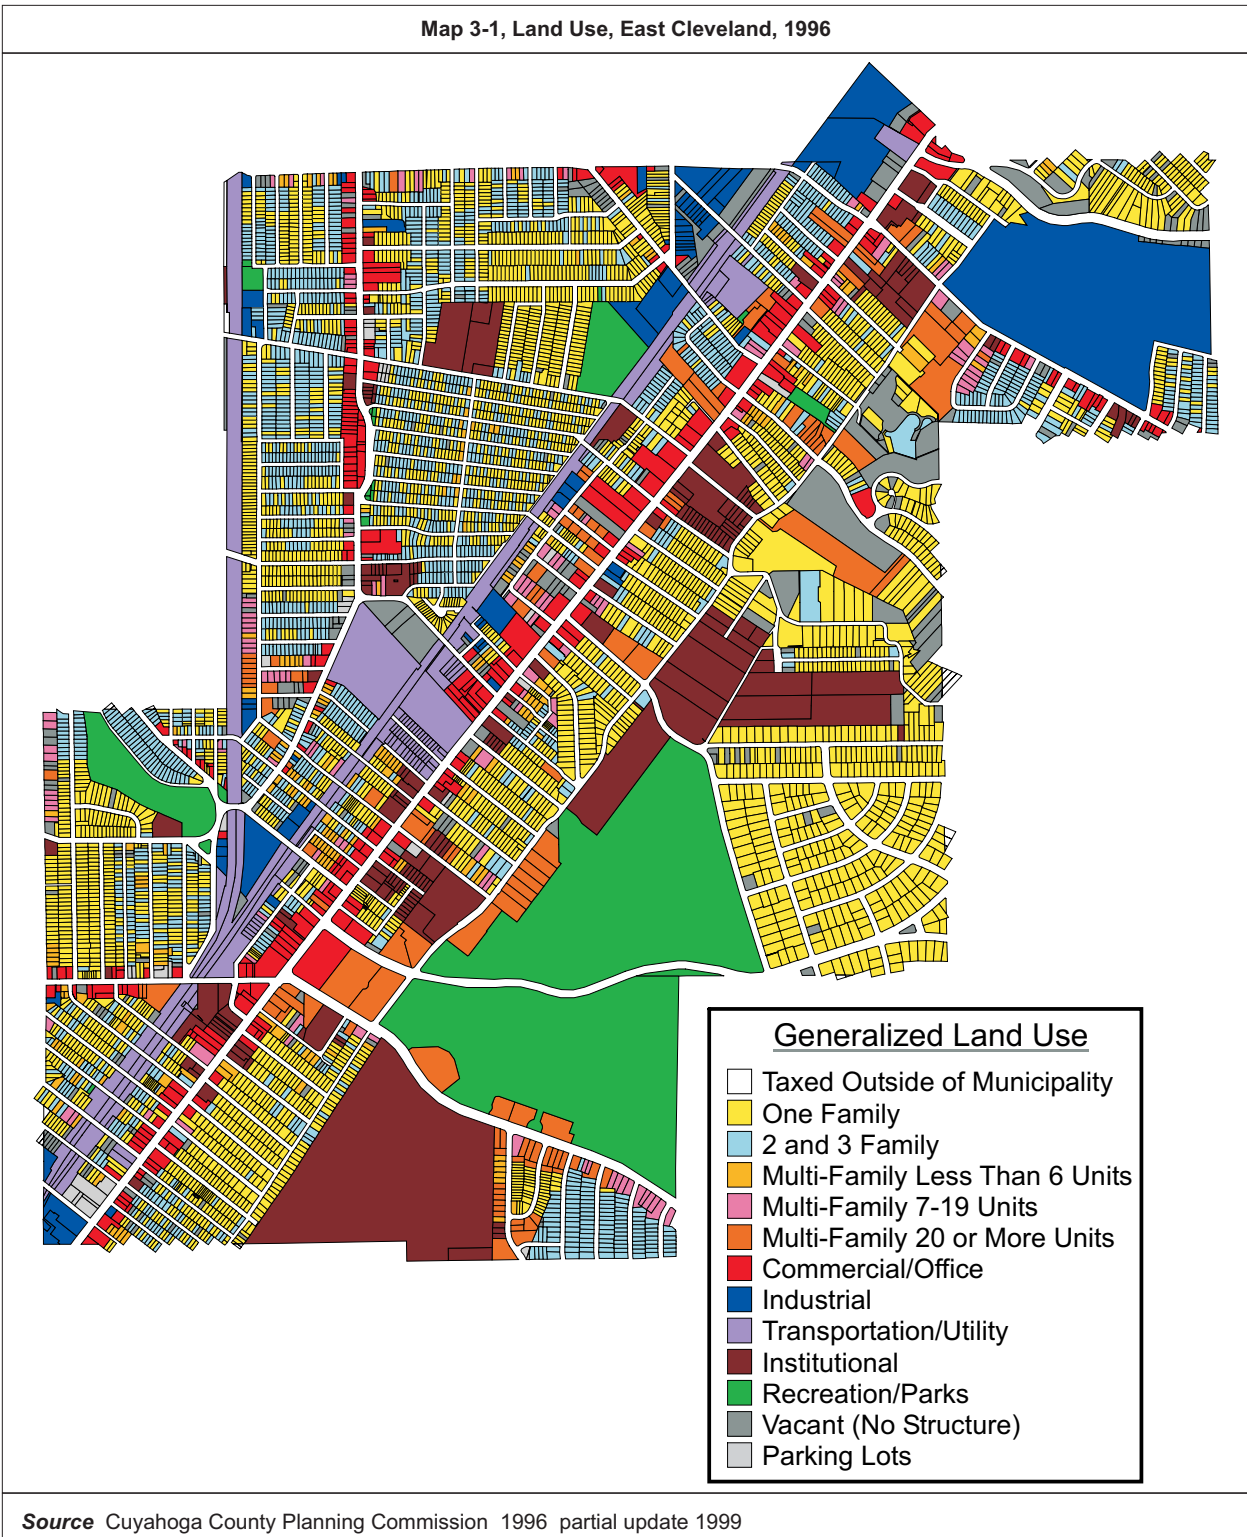 Map 3-1, Land Use, East Cleveland, 1996
Generalized Land Use
Taxed Outside of Municipality
One Family
2 and 3 Family
Multi-Family Less Than 6 Units
Multi-Family 7-19 Units
Multi-Family 20 or More Units
Commercial/Office
Industrial
Transportation/Utility
Institutional
Recreation/Parks
Vacant (No Structure)
Parking Lots
Source Cuyahoga County Planning Commission 1996 partial update 1999